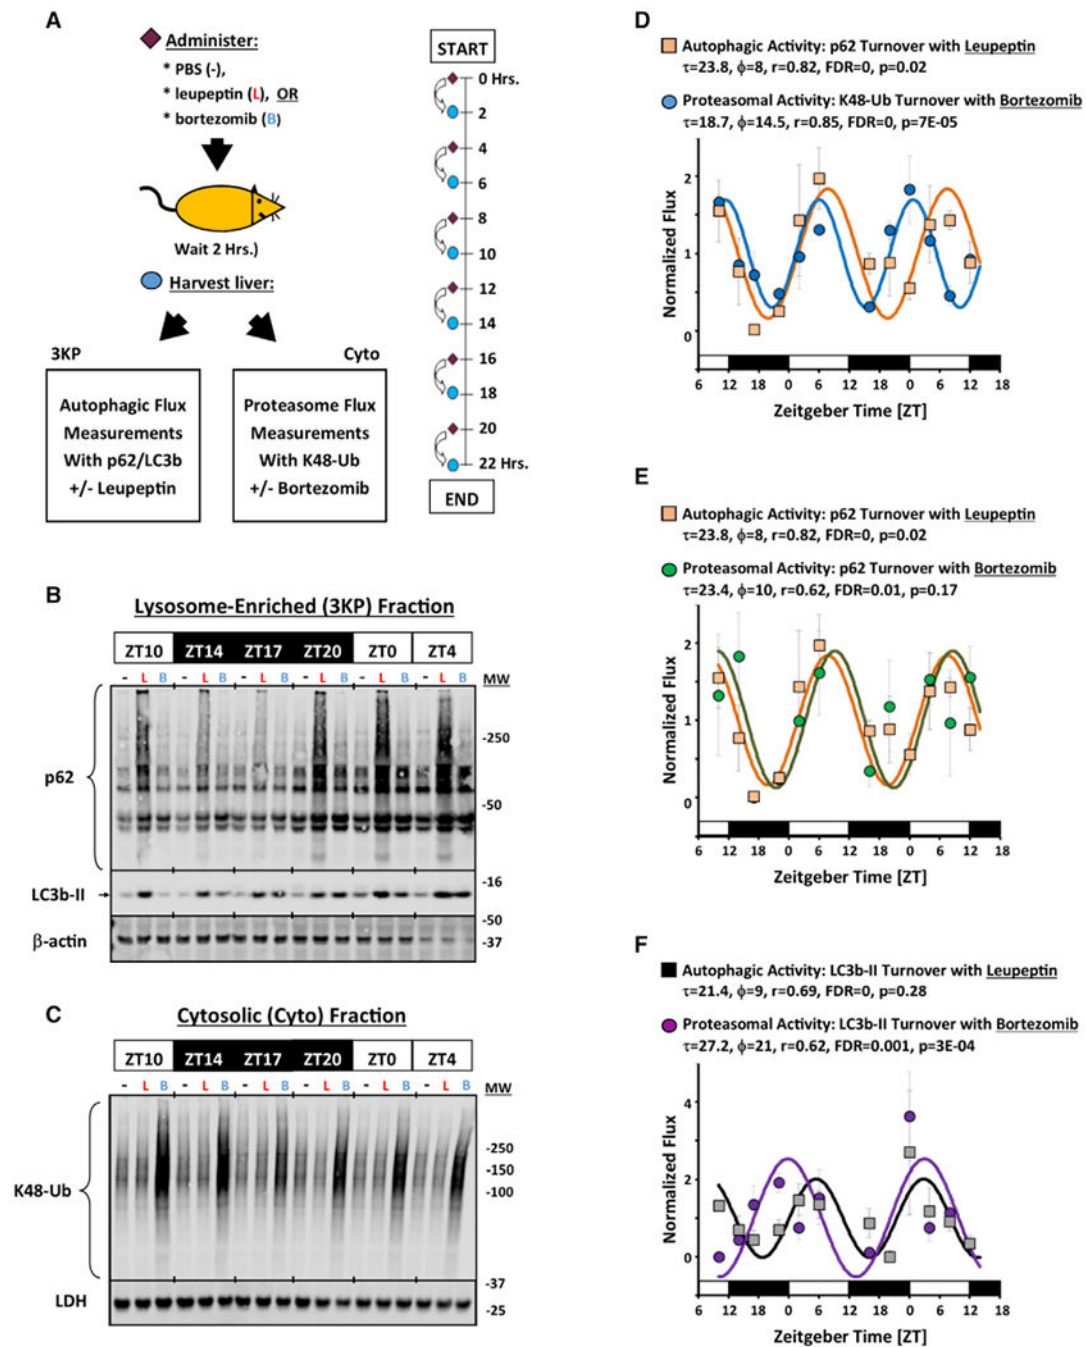 A
Administer:
* PBS (-),
* leupeptin (L), OR
* bortezomib (B)
Wait 2 Hrs.)
Harvest liver:
3KP
Cyto
Autophagic Flux
Measurements
With p62/LC3b
+/- Leupeptin
Proteasome Flux
Measurements
With K48-Ub
+/- Bortezomib
START
0 Hrs.
2
4
6
8
10
12
14
16
18
20
22 Hrs.
END
B
Lysosome-Enriched (3KP) Fraction
ZT10 ZT14 ZT17 ZT20 ZT0 ZT4
- L B - L B - L B - L B - L B - L B MW
p62
-250
-50
LC3b-II
-16
β-actin
-50
-37
C
Cytosolic (Cyto) Fraction
ZT10 ZT14 ZT17 ZT20 ZT0 ZT4
- L B - L B - L B - L B - L B - L B MW
K48-Ub
-250
-150
-100
LDH
-37
-25
D
Autophagic Activity: p62 Turnover with Leupeptin
τ=23.8, ϕ=8, r=0.82, FDR=0, p=0.02
Proteasomal Activity: K48-Ub Turnover with Bortezomib
τ=18.7, ϕ=14.5, r=0.85, FDR=0, p=7E-05
Normalized Flux
2
1
0
6 12 18 0 6 12 18 0 6 12 18
Zeitgeber Time [ZT]
E
Autophagic Activity: p62 Turnover with Leupeptin
τ=23.8, ϕ=8, r=0.82, FDR=0, p=0.02
Proteasomal Activity: p62 Turnover with Bortezomib
τ=23.4, ϕ=10, r=0.62, FDR=0.01, p=0.17
Normalized Flux
2
1
0
6 12 18 0 6 12 18 0 6 12 18
Zeitgeber Time [ZT]
F
Autophagic Activity: LC3b-II Turnover with Leupeptin
τ=21.4, ϕ=9, r=0.69, FDR=0, p=0.28
Proteasomal Activity: LC3b-II Turnover with Bortezomib
τ=27.2, ϕ=21, r=0.62, FDR=0.001, p=3E-04
Normalized Flux
4
2
0
6 12 18 0 6 12 18 0 6 12 18
Zeitgeber Time [ZT]